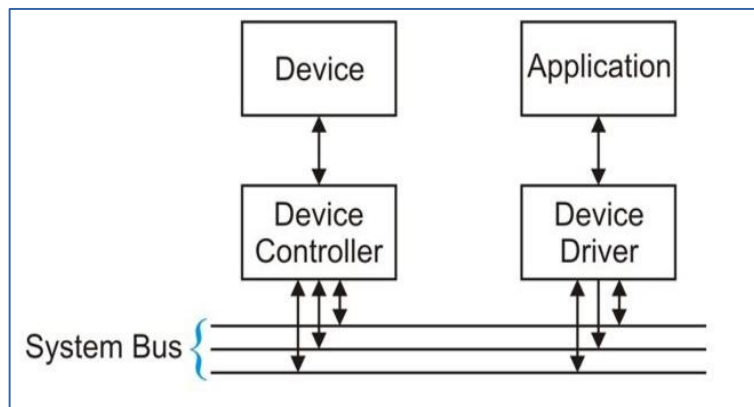 Device
Application
Device
Controller
Device
Driver
System Bus